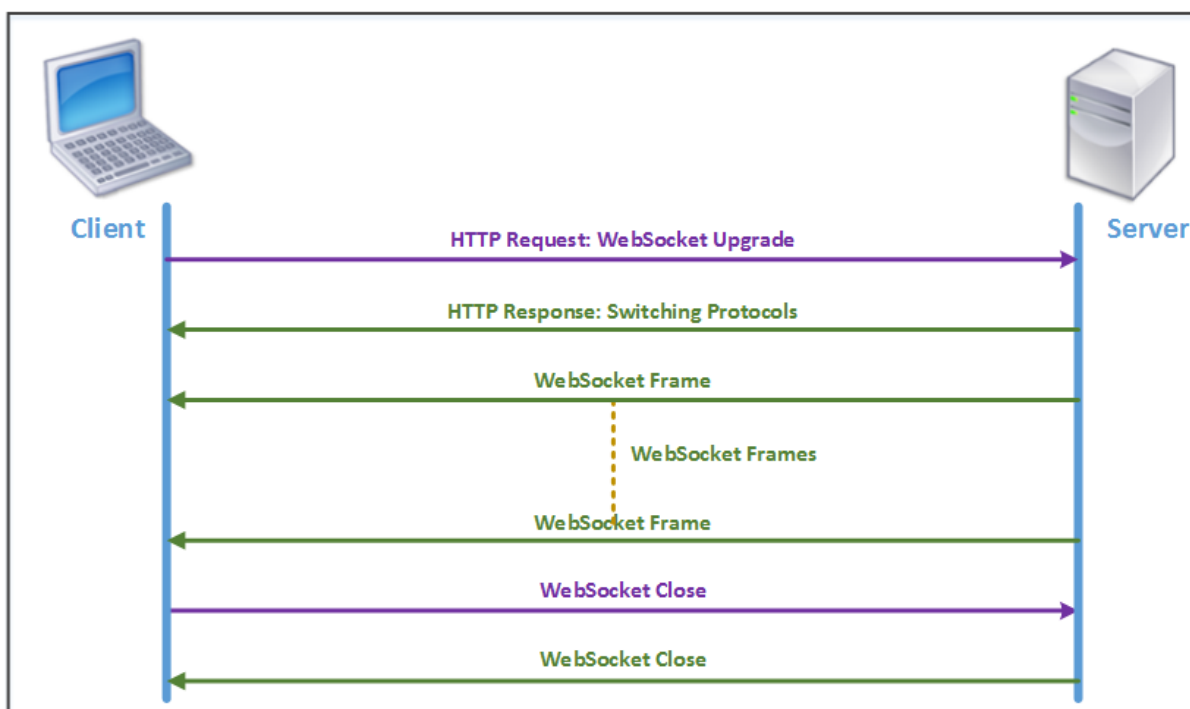 Client
Server
HTTP Request: WebSocket Upgrade
HTTP Response: Switching Protocols
WebSocket Frame
WebSocket Frames
WebSocket Frame
WebSocket Close
WebSocket Close